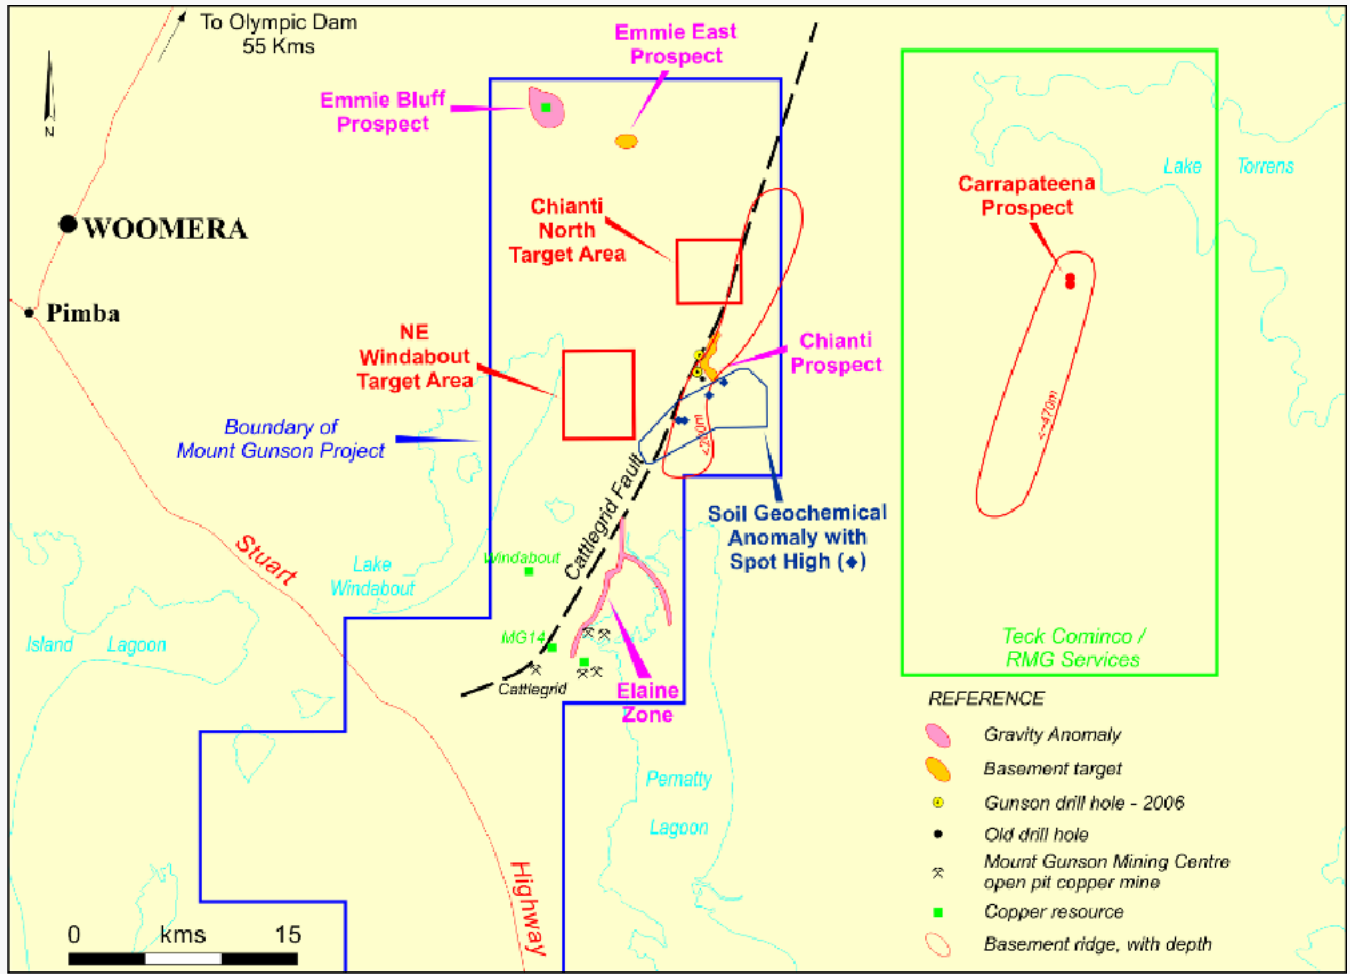 To Olympic Dam
55 Kms
N
Emmie East
Prospect
Emmie Bluff
Prospect
WOOMERA
Pimba
Chianti
North
Target Area
NE
Windabout
Target Area
Chianti
Prospect
Carrapateena
Prospect
Lake Torrens
Boundary of
Mount Gunson Project
Cattlegrid Fault
<=470m
Soil Geochemical
Anomaly with
Spot High (◆)
Stuart
Highway
Lake
Windabout
Windabout
MG14
Cattlegrid
Island Lagoon
Elaine
Zone
Pernatty
Lagoon
Teck Cominco /
RMG Services
REFERENCE
Gravity Anomaly
Basement target
Gunson drill hole - 2006
Old drill hole
Mount Gunson Mining Centre
open pit copper mine
Copper resource
Basement ridge, with depth
0 kms 15